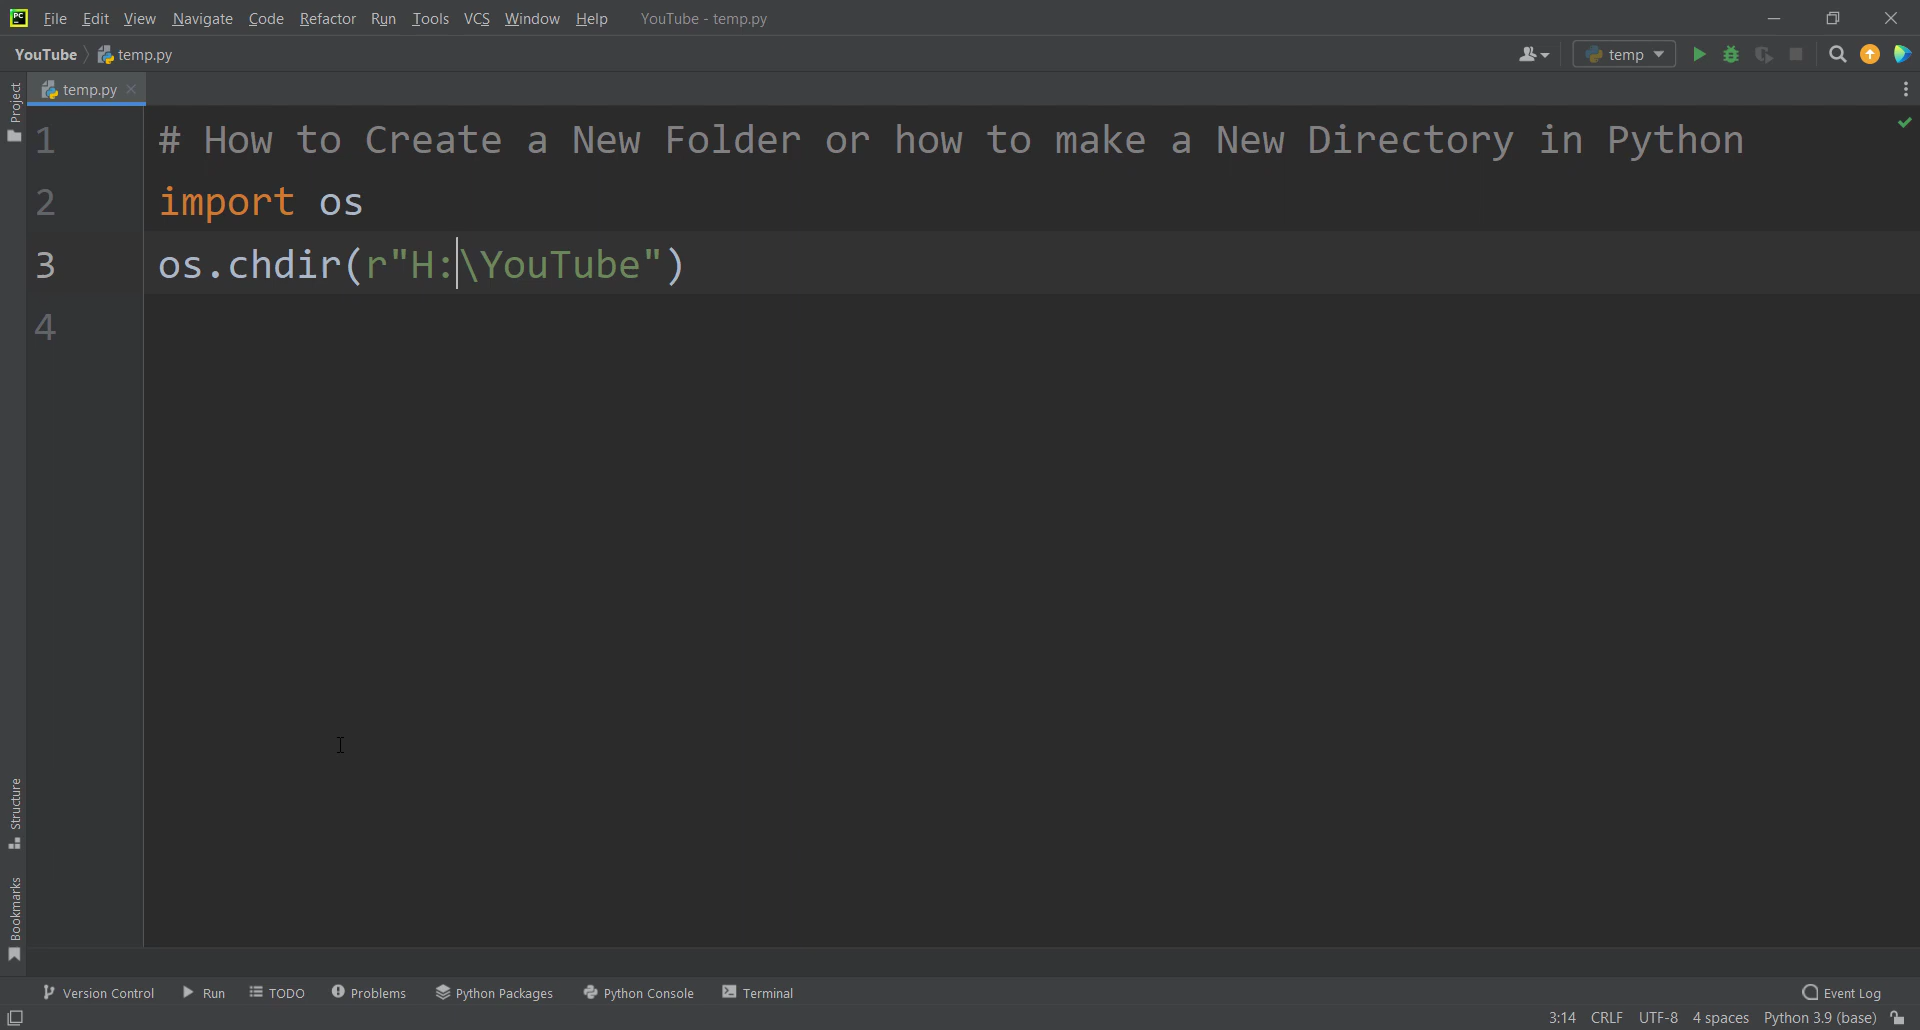 PC
File Edit View Navigate Code Refactor Run Tools VCS Window Help YouTube - temp.py
YouTube temp.py temp
Project
temp.py
1 # How to Create a New Folder or how to make a New Directory in Python
2 import os
3 os.chdir(r"H:\YouTube")
4
Structure
Bookmarks
Version Control Run TODO Problems Python Packages Python Console Terminal Event Log
3:14 CRLF UTF-8 4 spaces Python 3.9 (base)